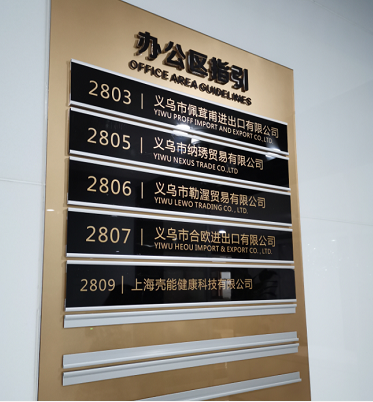 办公区指引
OFFICE AREA GUIDELINES
2803 义乌市佩茸甫进出口有限公司
YIWU PROFF IMPORT AND EXPORT CO.,LTD
2805 义乌市纳琇贸易有限公司
YIWU NEXUS TRADE CO.,LTD
2806 义乌市勒渥贸易有限公司
YIWU LEWO TRADING CO., LTD.
2807 义乌市合欧进出口有限公司
YIWU HEOU IMPORT & EXPORT CO., LTD.
2809 上海壳能健康科技有限公司